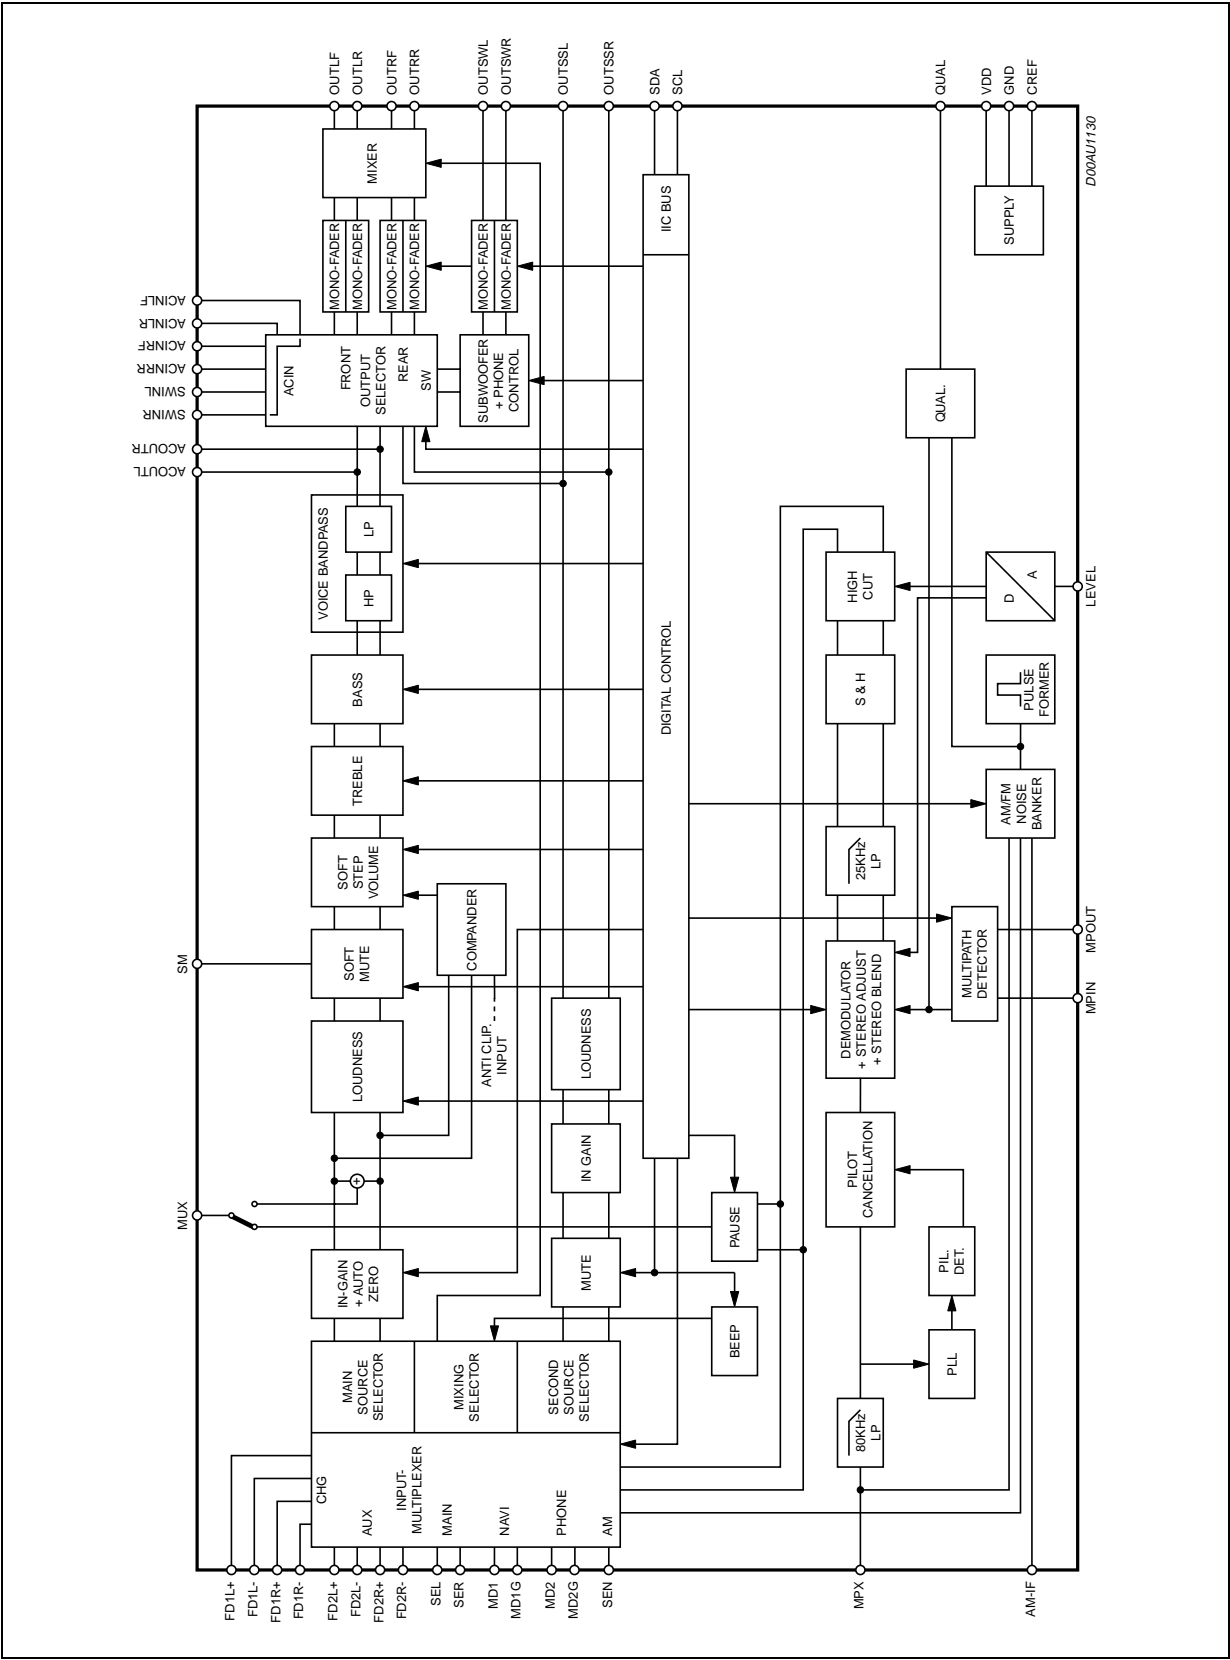 OUTLF
OUTLR
OUTRF
OUTRR
OUTSWL
OUTSWR
OUTSSL
OUTSSR
SDA
SCL
QUAL
VDD
GND
CREF
D00AU1130
MIXER
IIC BUS
SUPPLY
MONO-FADER
MONO-FADER
MONO-FADER
MONO-FADER
MONO-FADER
MONO-FADER
ACINLF
ACINLR
ACINRF
ACINRR
SWINL
SWINR
ACOUTR
ACOUTL
ACIN
FRONT
OUTPUT
SELECTOR
REAR
SW
SUBWOOFER
+ PHONE
CONTROL
QUAL.
VOICE BANDPASS
LP
HP
HIGH
CUT
D
A
LEVEL
BASS
DIGITAL CONTROL
S & H
PULSE
FORMER
TREBLE
AM/FM
NOISE
BANKER
SOFT
STEP
VOLUME
25KHz
LP
COMPANDER
SM
SOFT
MUTE
MULTIPATH
DETECTOR
MPOUT
MPIN
DEMODULATOR
+ STEREO ADJUST
+ STEREO BLEND
LOUDNESS
ANTI CLIP.
INPUT
LOUDNESS
IN GAIN
PILOT
CANCELLATION
MUX
+
PAUSE
PIL.
DET.
IN-GAIN
+ AUTO
ZERO
MUTE
BEEP
PLL
MAIN
SOURCE
SELECTOR
MIXING
SELECTOR
SECOND
SOURCE
SELECTOR
80KHz
LP
CHG
AUX
INPUT-
MULTIPLEXER
MAIN
NAVI
PHONE
AM
FD1L+
FD1L-
FD1R+
FD1R-
FD2L+
FD2L-
FD2R+
FD2R-
SEL
SER
MD1
MD1G
MD2
MD2G
SEN
MPX
AM-IF